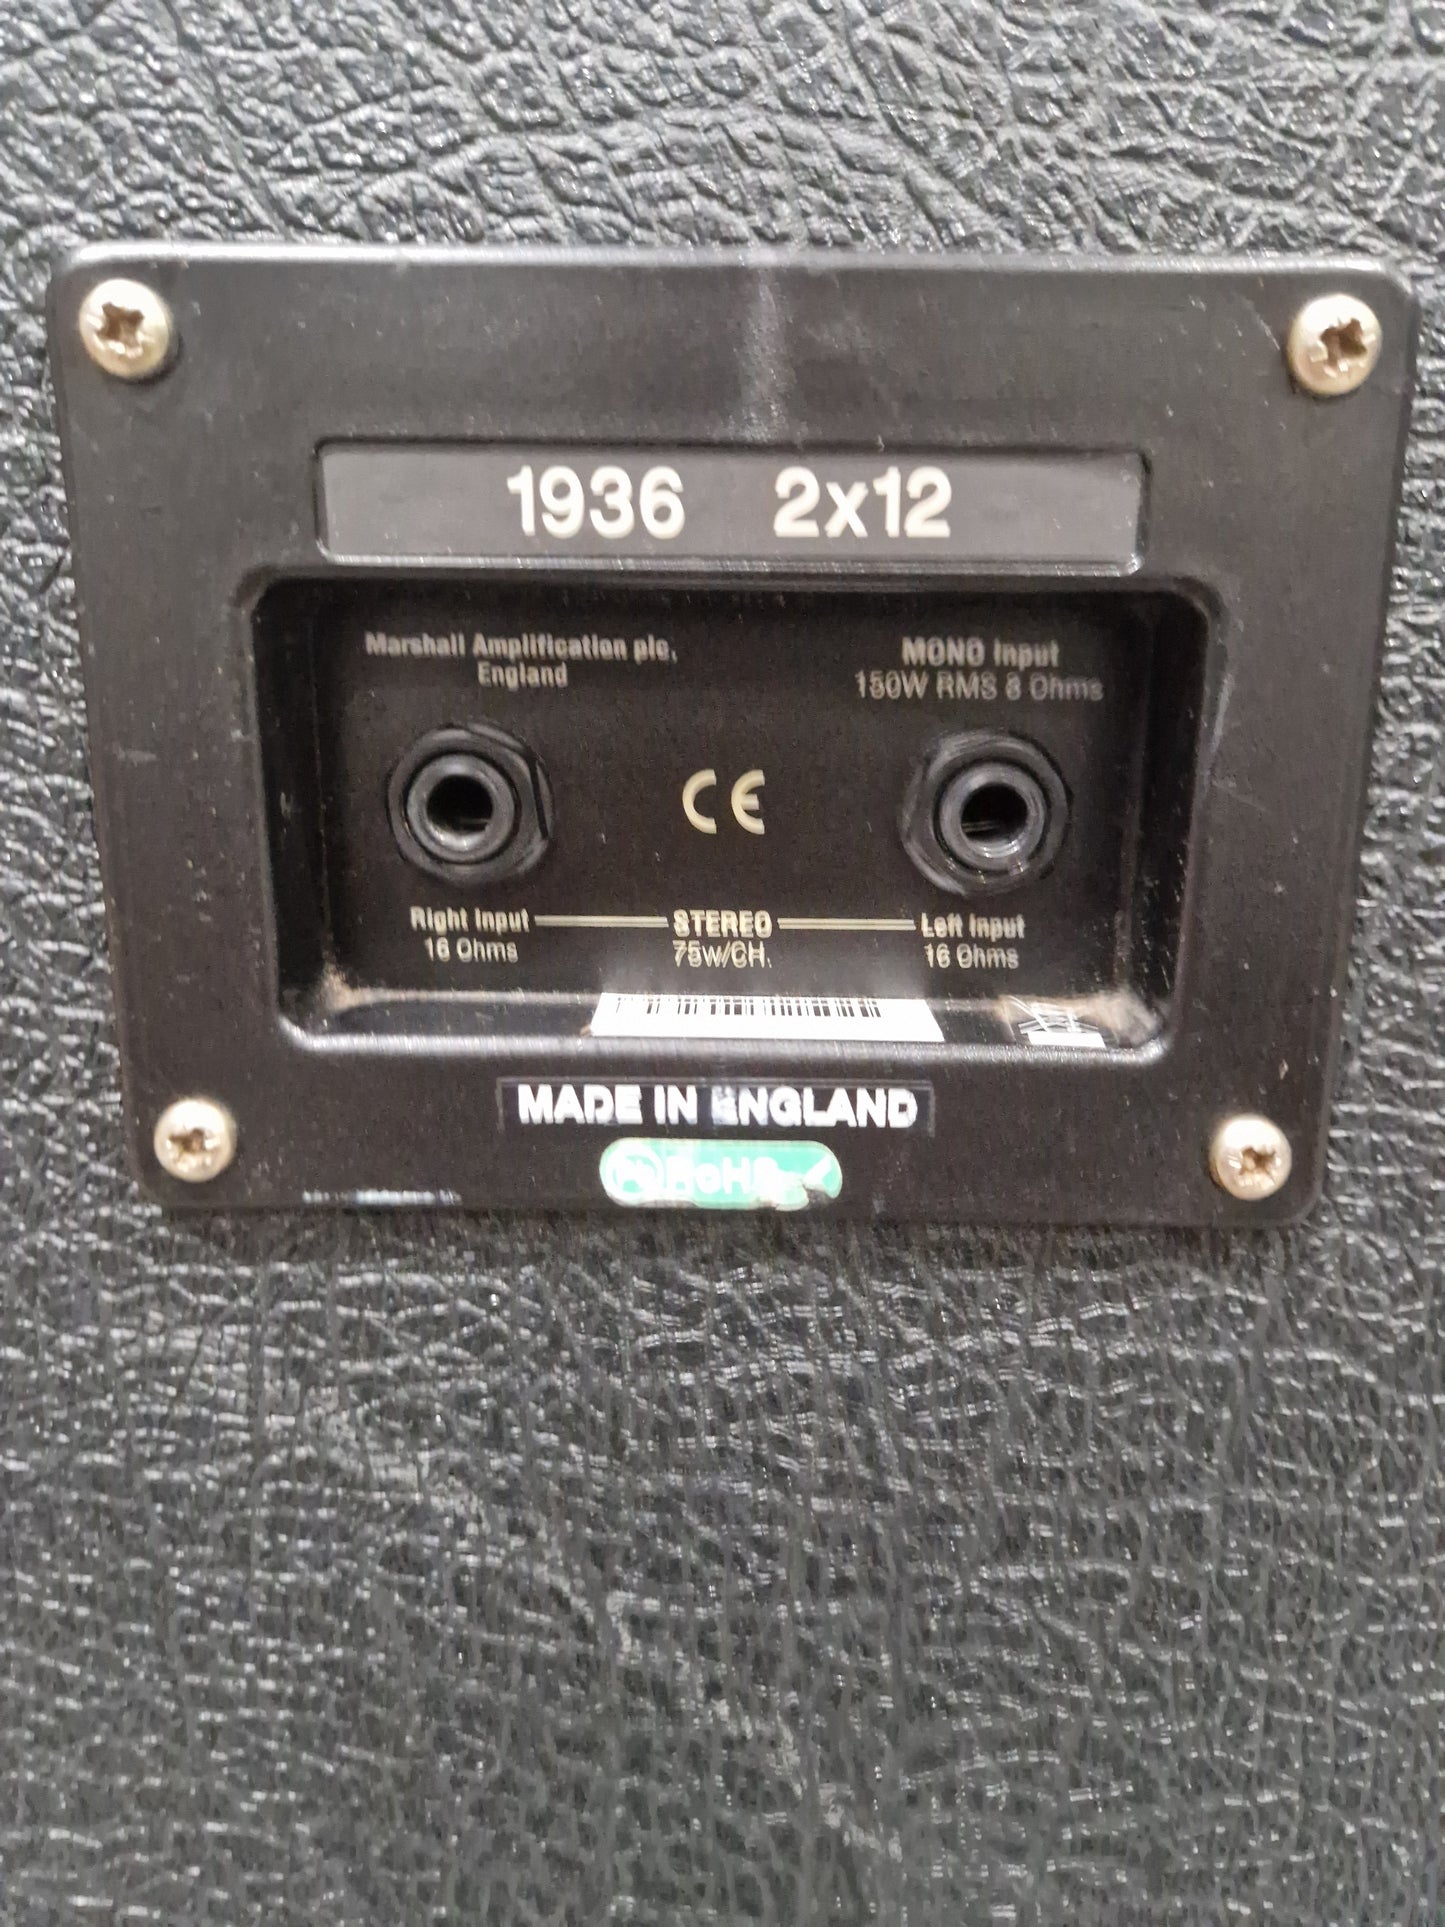 1936 2x12
Marshall Amplification plc.
England
MONO Input
150W RMS 8 Ohms
CE
Right Input STEREO Left Input
16 Ohms 75W/CH. 16 Ohms
MADE IN ENGLAND
RoHS